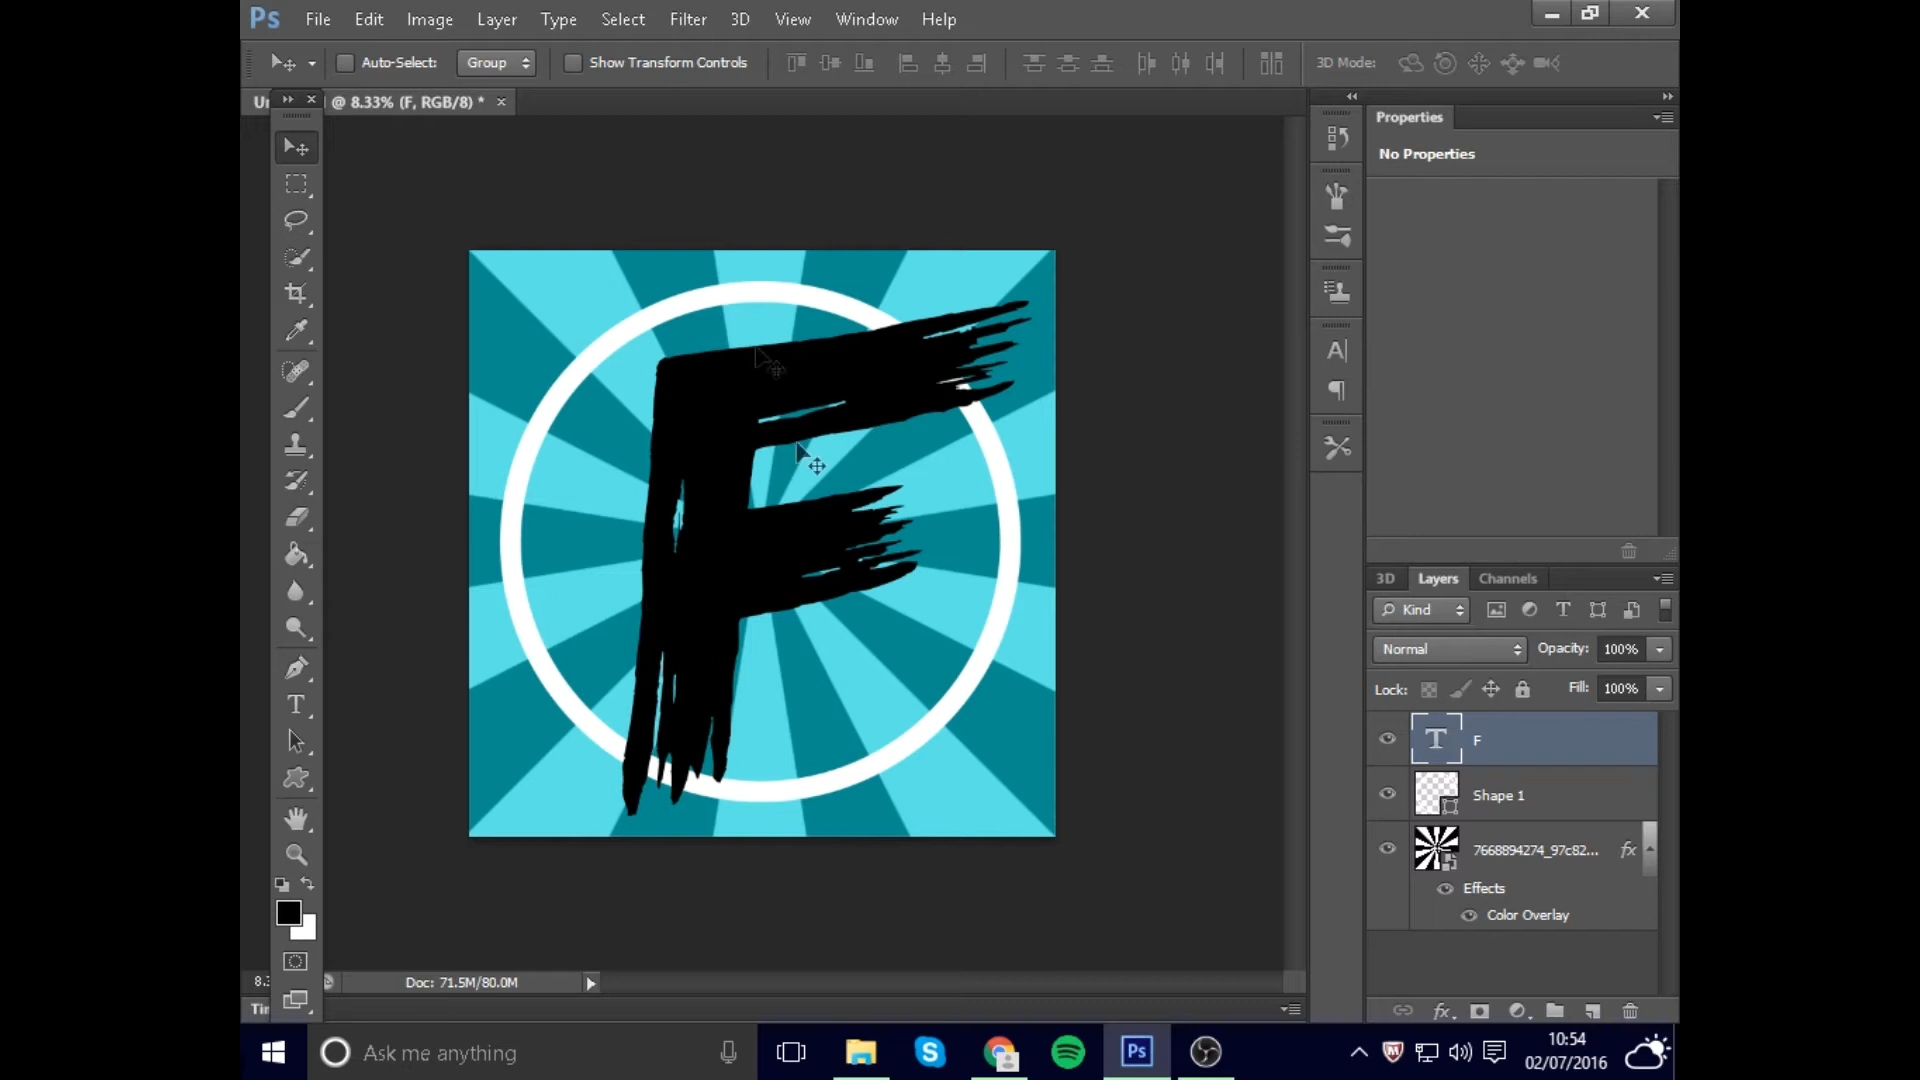 Ps File Edit Image Layer Type Select Filter 3D View Window Help
Auto-Select: Group Show Transform Controls 3D Mode:
@ 8.33% (F, RGB/8) *
Properties
No Properties
F
3D Layers Channels
Kind
Normal Opacity: 100%
Lock: Fill: 100%
T F
Shape 1
7668894274_97c82... fx
Effects
Color Overlay
Doc: 71.5M/80.0M
Ask me anything
Ps
10:54
02/07/2016